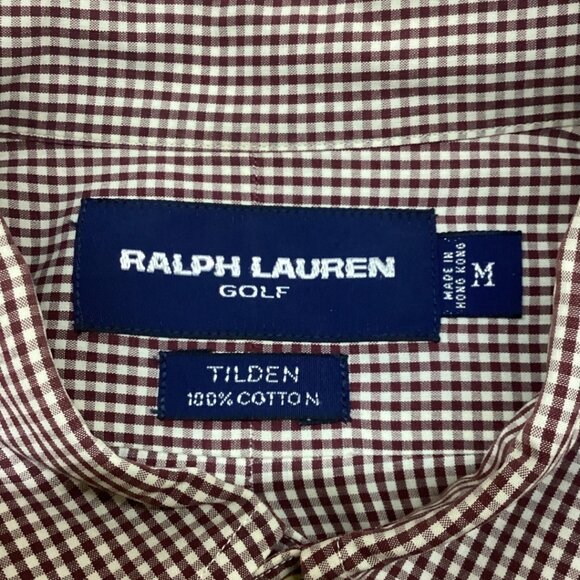 RALPH LAUREN
GOLF
MADE IN
HONG KONG
M
TILDEN
100% COTTON